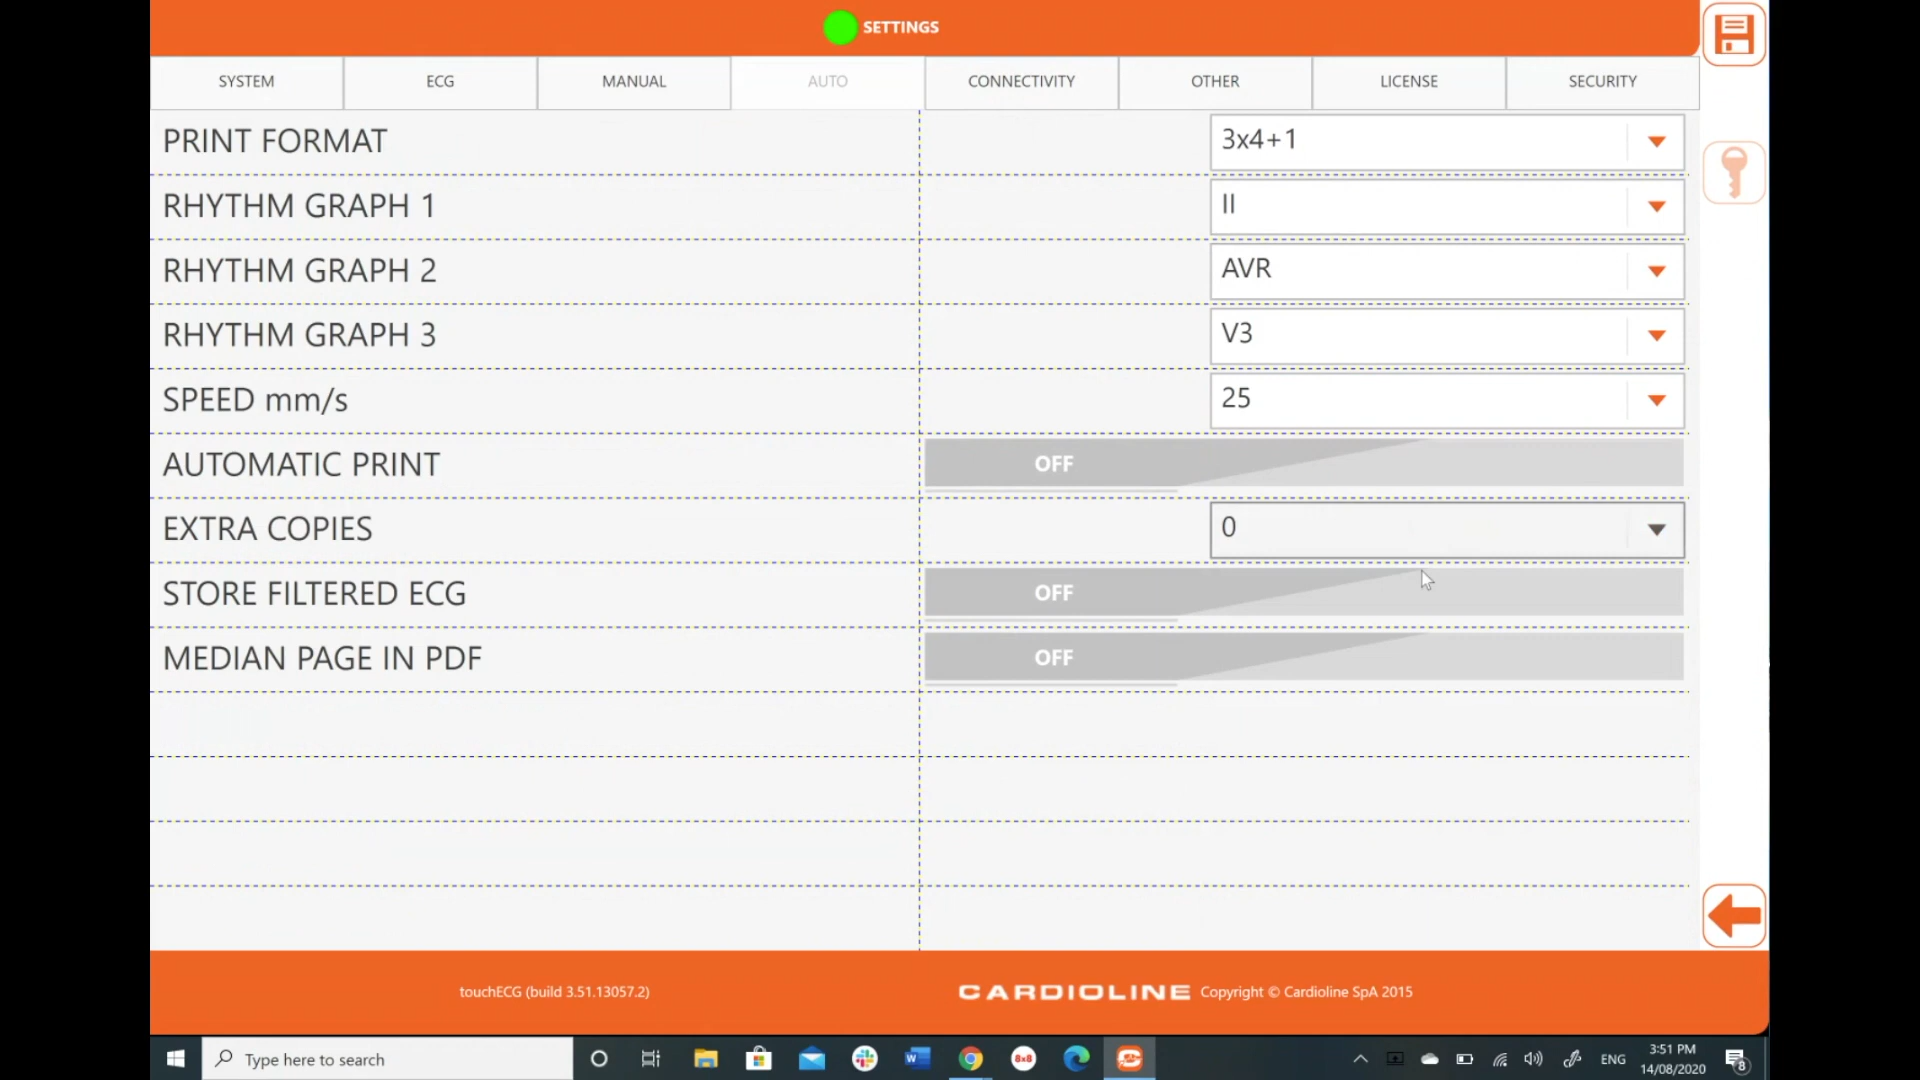 SETTINGS
SYSTEM ECG MANUAL AUTO CONNECTIVITY OTHER LICENSE SECURITY
PRINT FORMAT 3x4+1
RHYTHM GRAPH 1 II
RHYTHM GRAPH 2 AVR
RHYTHM GRAPH 3 V3
SPEED mm/s 25
AUTOMATIC PRINT OFF
EXTRA COPIES 0
STORE FILTERED ECG OFF
MEDIAN PAGE IN PDF OFF
touchECG (build 3.51.13057.2) CARDIOLINE Copyright © Cardioline SpA 2015
Type here to search W 8x8 ENG 3:51 PM
14/08/2020 8